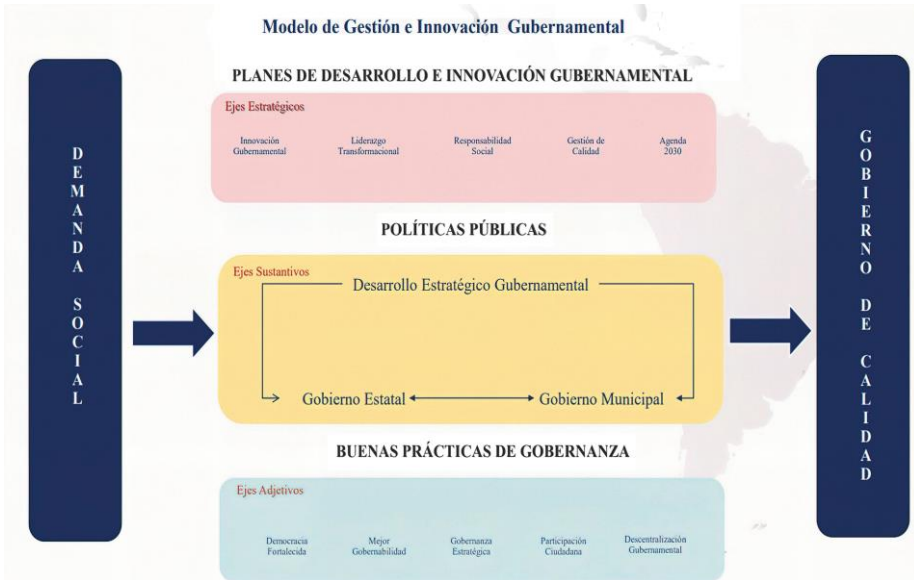 Modelo de Gestión e Innovación Gubernamental
DEMANDA SOCIAL
PLANES DE DESARROLLO E INNOVACIÓN GUBERNAMENTAL
Ejes Estratégicos
Innovación
Gubernamental
Liderazgo
Transformacional
Responsabilidad
Social
Gestión de
Calidad
Agenda
2030
POLÍTICAS PÚBLICAS
Ejes Sustantivos
Desarrollo Estratégico Gubernamental
Gobierno Estatal
Gobierno Municipal
BUENAS PRÁCTICAS DE GOBERNANZA
Ejes Adjetivos
Democracia
Fortalecida
Mejor
Gobernabilidad
Gobernanza
Estratégica
Participación
Ciudadana
Descentralización
Gubernamental
GOBIERNO DE CALIDAD